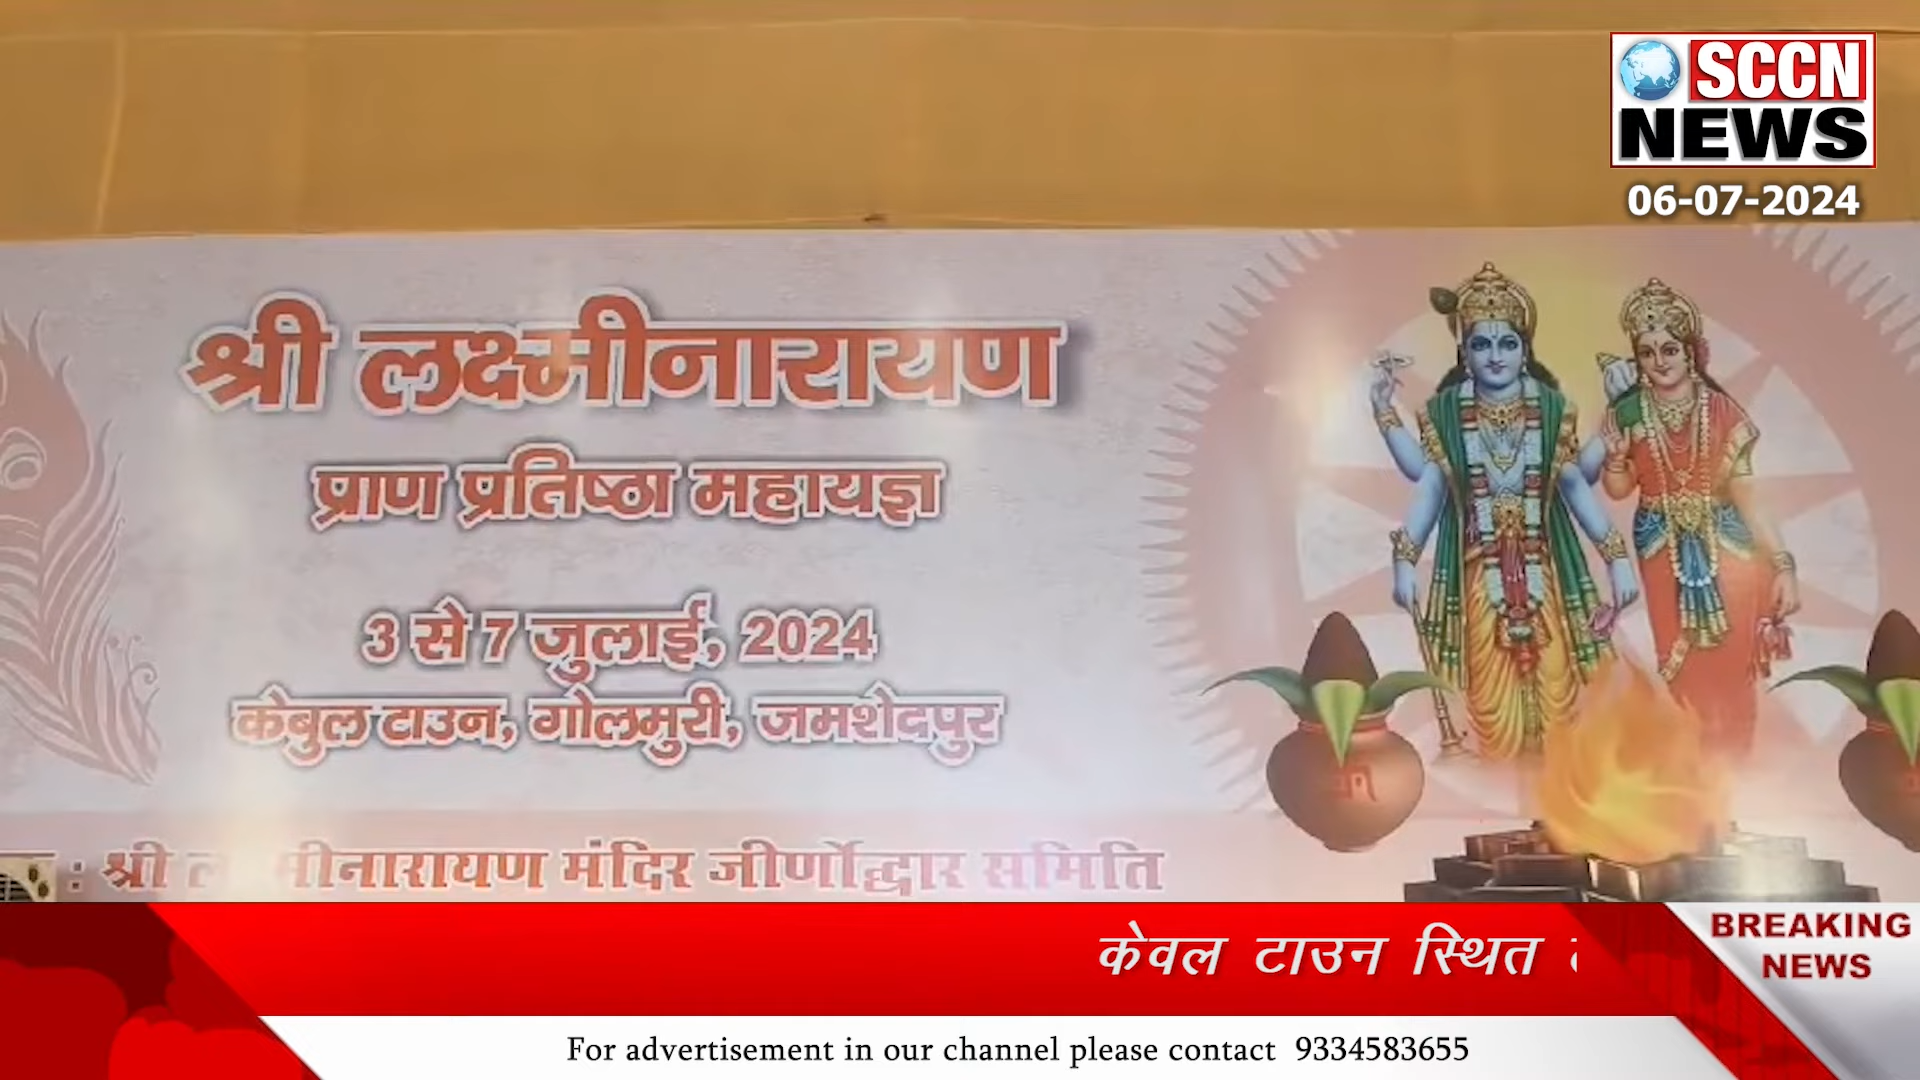 SCCN
NEWS
06-07-2024
श्री लक्ष्मीनारायण
प्राण प्रतिष्ठा महायज्ञ
3 से 7 जुलाई, 2024
केबुल टाउन, गोलमुरी, जमशेदपुर
: श्री लक्ष्मीनारायण मंदिर जीर्णोद्धार समिति
केवल टाउन स्थित
BREAKING
NEWS
For advertisement in our channel please contact 9334583655